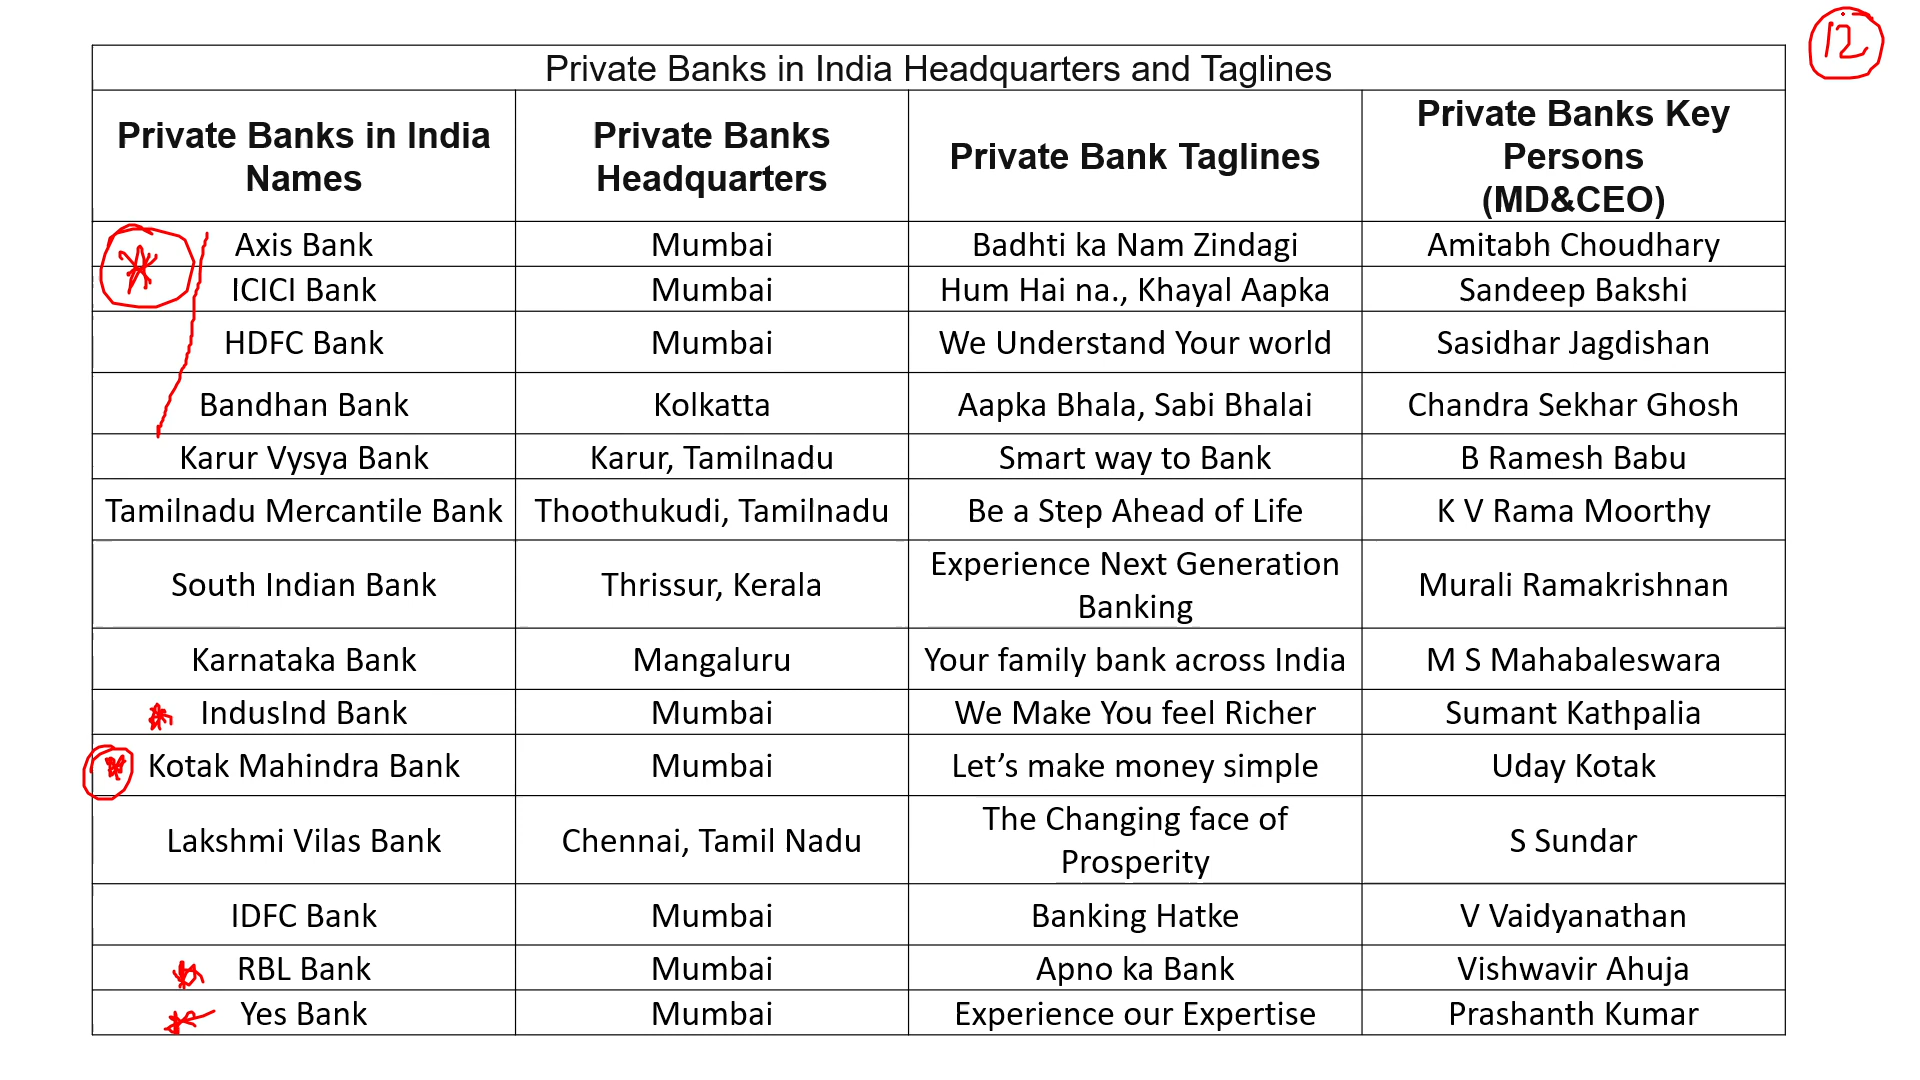 12
Private Banks in India Headquarters and Taglines
Private Banks in India Names
Private Banks Headquarters
Private Bank Taglines
Private Banks Key Persons (MD&CEO)
Axis Bank Mumbai Badhti ka Nam Zindagi Amitabh Choudhary
ICICI Bank Mumbai Hum Hai na., Khayal Aapka Sandeep Bakshi
HDFC Bank Mumbai We Understand Your world Sasidhar Jagdishan
Bandhan Bank Kolkatta Aapka Bhala, Sabi Bhalai Chandra Sekhar Ghosh
Karur Vysya Bank Karur, Tamilnadu Smart way to Bank B Ramesh Babu
Tamilnadu Mercantile Bank Thoothukudi, Tamilnadu Be a Step Ahead of Life K V Rama Moorthy
South Indian Bank Thrissur, Kerala Experience Next Generation Banking Murali Ramakrishnan
Karnataka Bank Mangaluru Your family bank across India M S Mahabaleswara
IndusInd Bank Mumbai We Make You feel Richer Sumant Kathpalia
Kotak Mahindra Bank Mumbai Let’s make money simple Uday Kotak
Lakshmi Vilas Bank Chennai, Tamil Nadu The Changing face of Prosperity S Sundar
IDFC Bank Mumbai Banking Hatke V Vaidyanathan
RBL Bank Mumbai Apno ka Bank Vishwavir Ahuja
Yes Bank Mumbai Experience our Expertise Prashanth Kumar